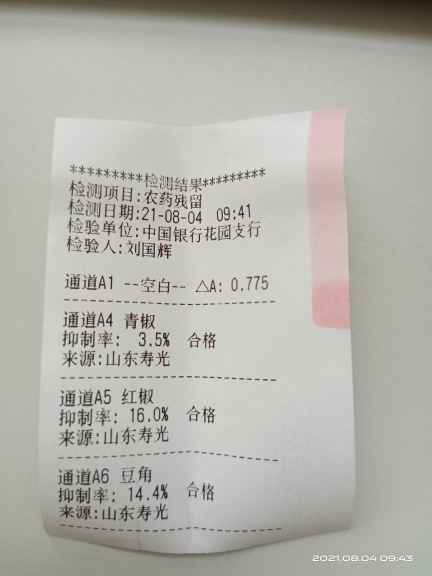 *********检测结果*********
检测项目:农药残留
检测日期:21-08-04 09:41
检验单位:中国银行花园支行
检验人:刘国辉
通道A1 --空白-- △A: 0.775
通道A4 青椒
抑制率: 3.5% 合格
来源:山东寿光
通道A5 红椒
抑制率: 16.0% 合格
来源:山东寿光
通道A6 豆角
抑制率: 14.4% 合格
来源:山东寿光
2021.08.04 09:43